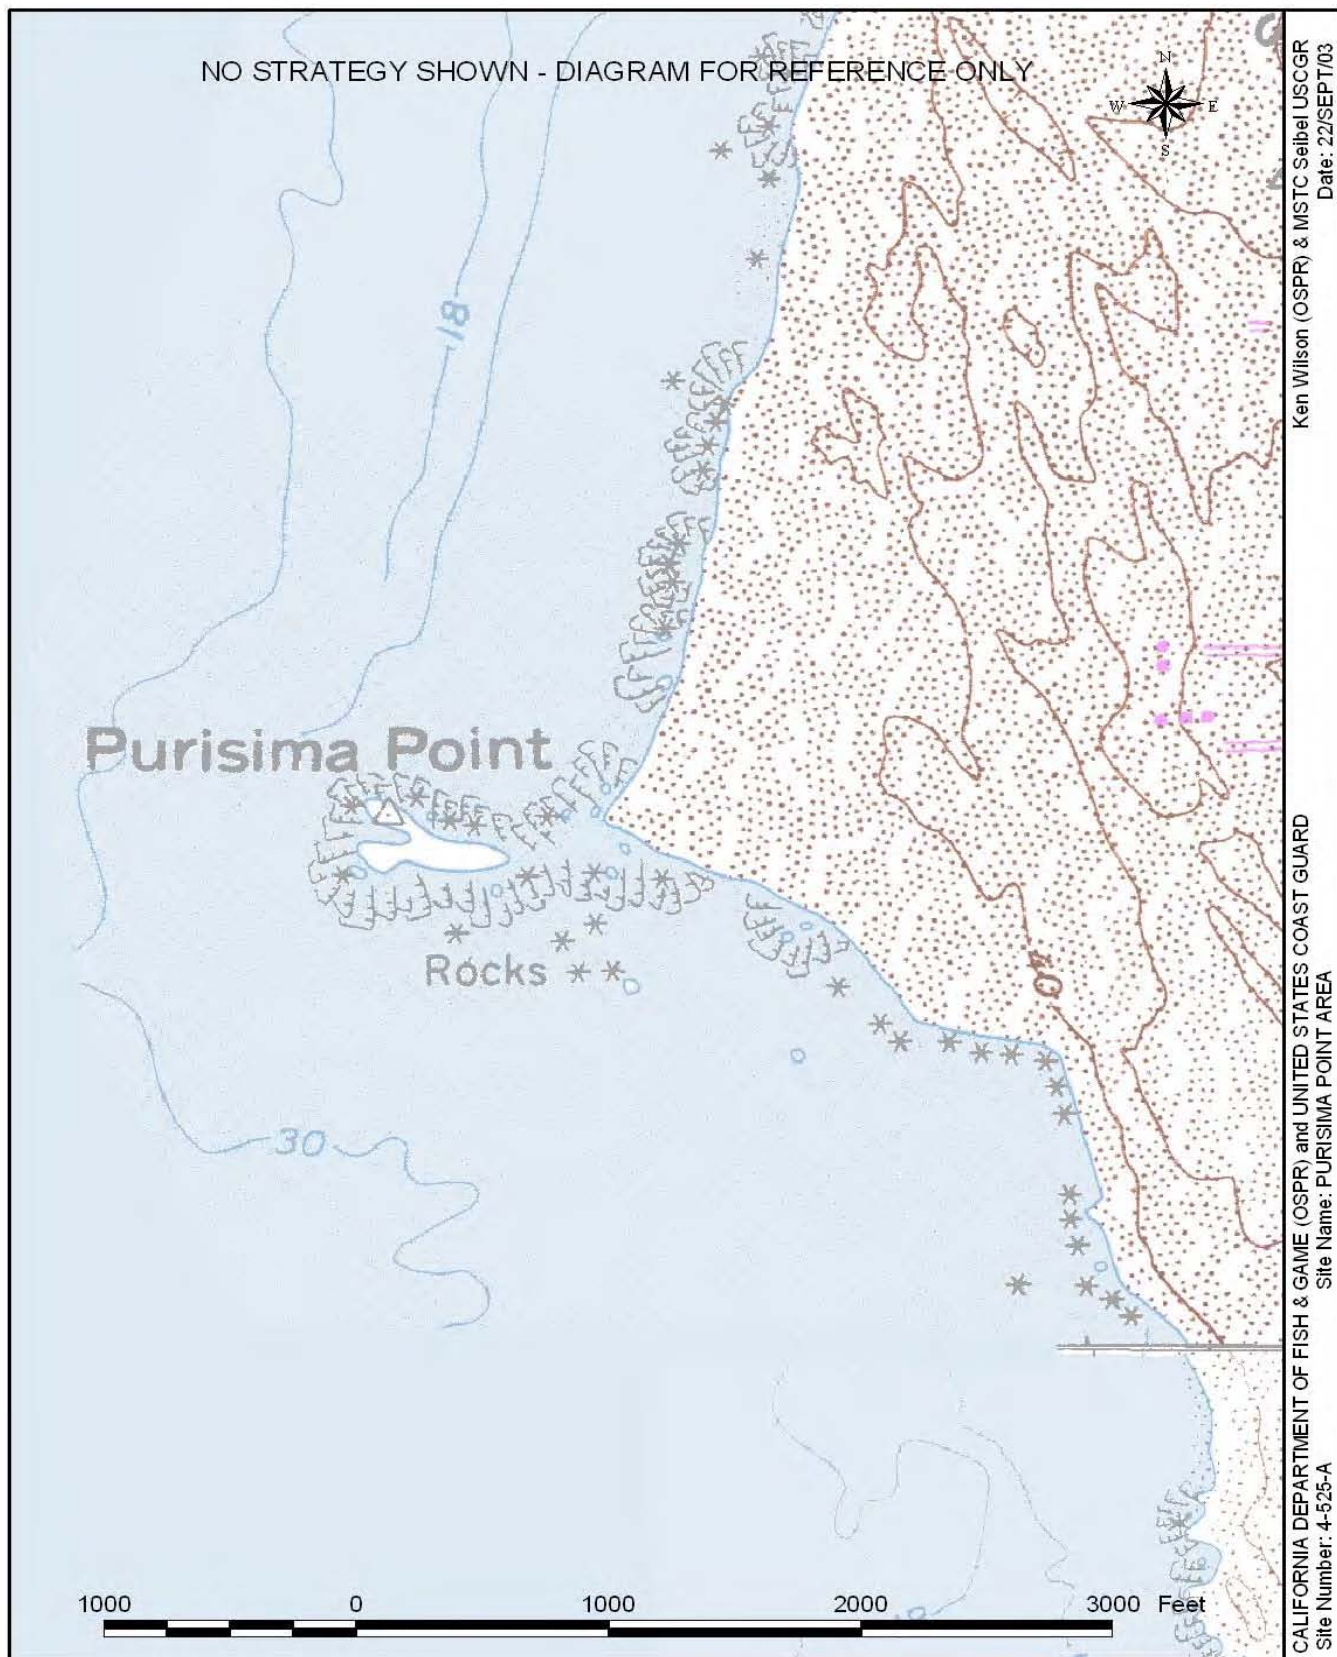 NO STRATEGY SHOWN - DIAGRAM FOR REFERENCE ONLY
N
W E
S
18
Purisima Point
Rocks
40
30
1000 0 1000 2000 3000 Feet
CALIFORNIA DEPARTMENT OF FISH & GAME (OSPR) and UNITED STATES COAST GUARD Ken Wilson (OSPR) & MSTC Seibel USCGR
Site Number: 4-525-A Site Name: PURISIMA POINT AREA Date: 22/SEPT/03